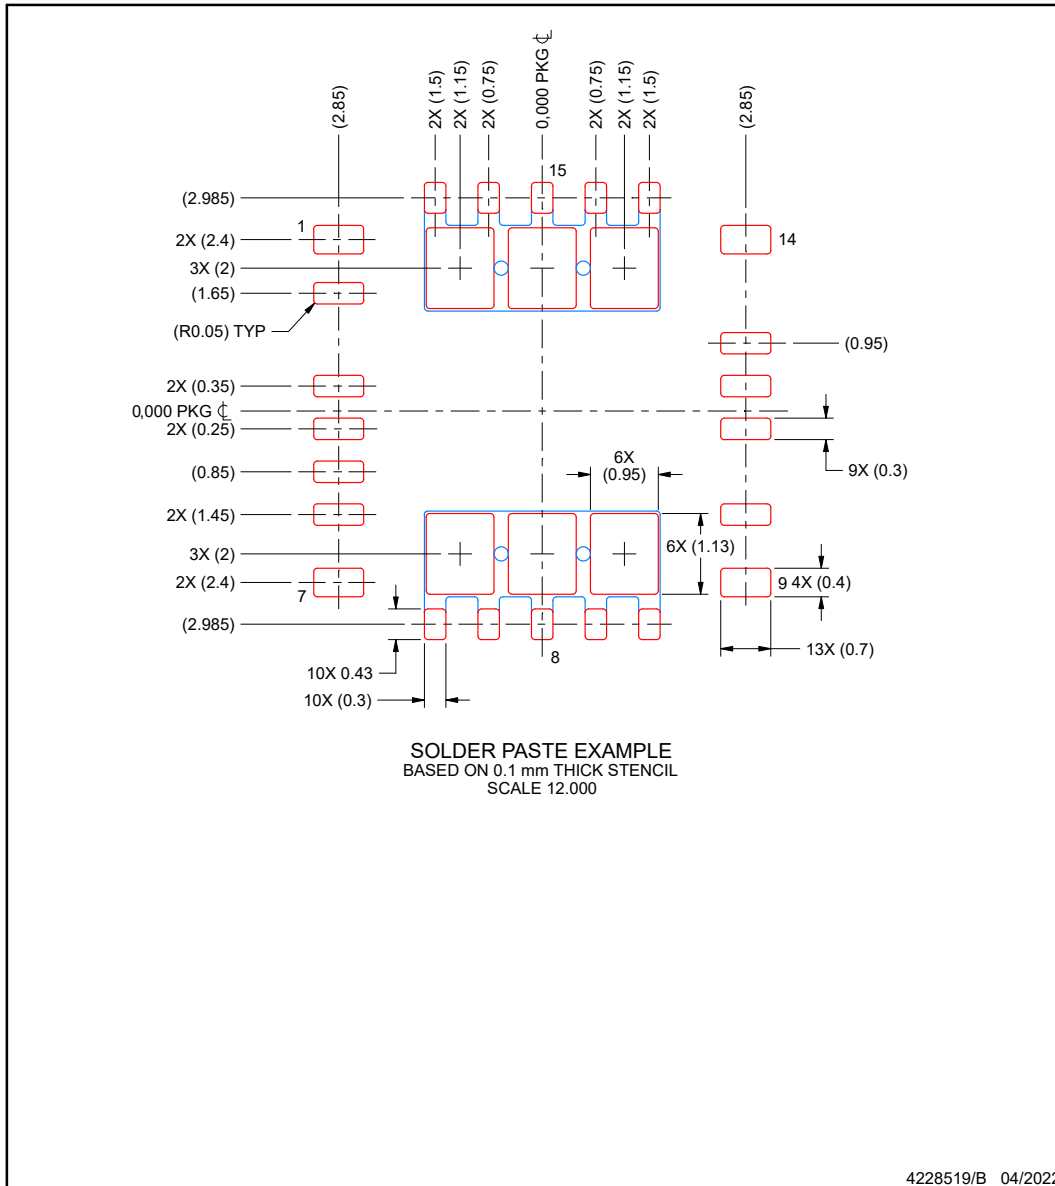 (2.85)
2X (1.5)
2X (1.15)
2X (0.75)
0,000 PKG ℄
2X (0.75)
2X (1.15)
2X (1.5)
(2.85)
15
(2.985)
1
2X (2.4)
14
3X (2)
(1.65)
(R0.05) TYP
(0.95)
2X (0.35)
0,000 PKG ℄
2X (0.25)
6X
(0.95)
(0.85)
9X (0.3)
2X (1.45)
3X (2)
6X (1.13)
2X (2.4)
7
9 4X (0.4)
(2.985)
8
13X (0.7)
10X 0.43
10X (0.3)
SOLDER PASTE EXAMPLE
BASED ON 0.1 mm THICK STENCIL
SCALE 12.000
4228519/B 04/2022